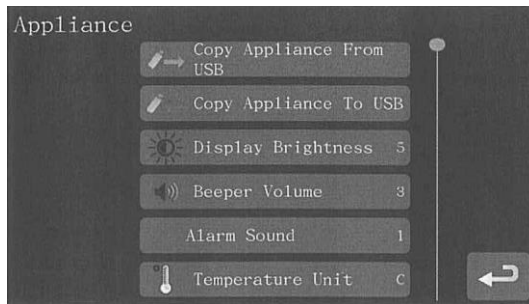 Appliance
Copy Appliance From
USB
Copy Appliance To USB
Display Brightness 5
Beeper Volume 3
Alarm Sound 1
Temperature Unit C